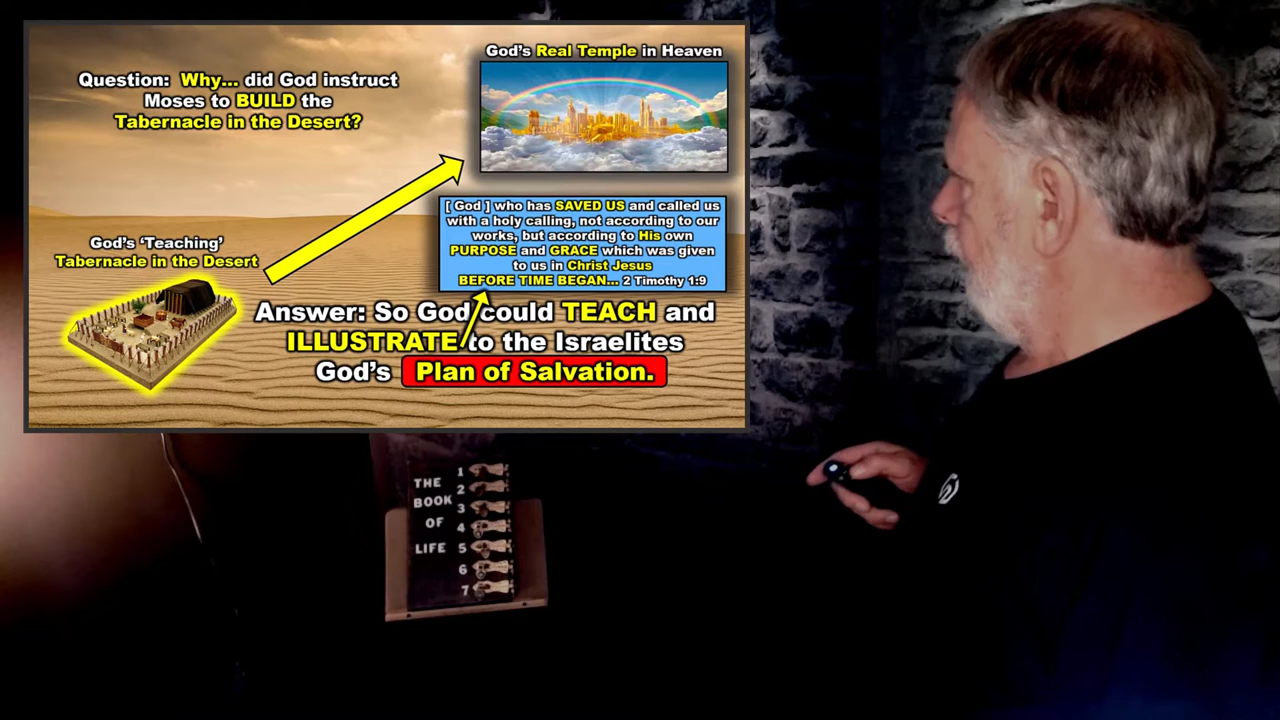 God's Real Temple in Heaven
Question: Why... did God instruct
Moses to BUILD the
Tabernacle in the Desert?
[ God ] who has SAVED US and called us
with a holy calling, not according to our
works, but according to His own
PURPOSE and GRACE which was given
to us in Christ Jesus
BEFORE TIME BEGAN... 2 Timothy 1:9
God's 'Teaching'
Tabernacle in the Desert
Answer: So God could TEACH and
ILLUSTRATE to the Israelites
God's Plan of Salvation.
THE
BOOK
OF
LIFE
1
2
3
4
5
6
7